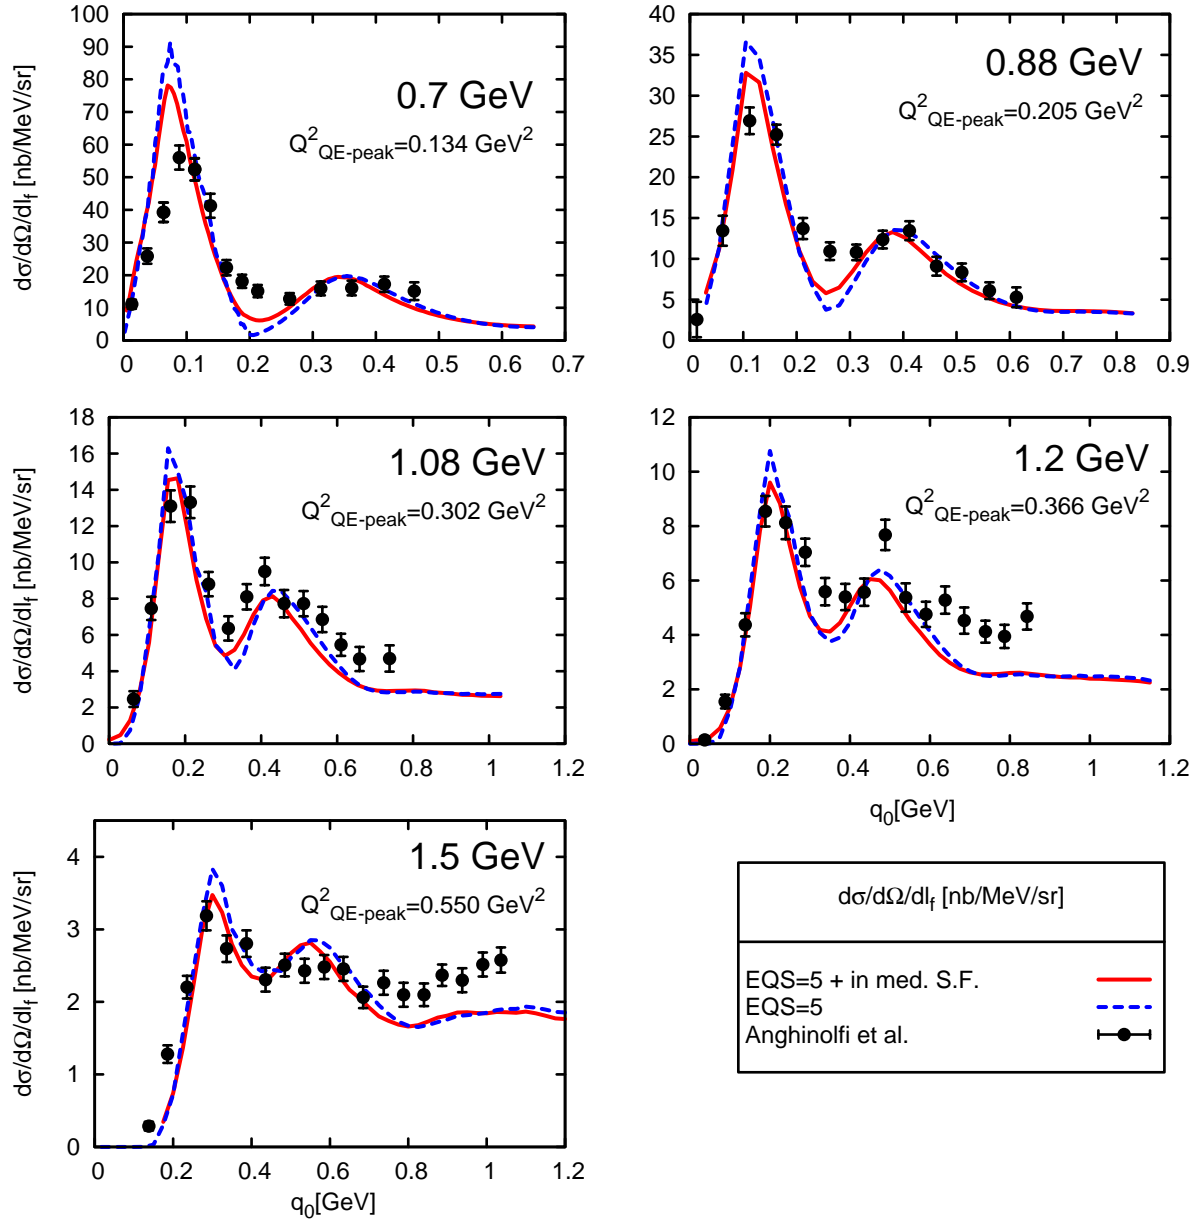 dσ/dΩ/dl_f [nb/MeV/sr]
100
90
80
70
60
50
40
30
20
10
0
0 0.1 0.2 0.3 0.4 0.5 0.6 0.7
0.7 GeV
Q²_QE-peak=0.134 GeV²
40
35
30
25
20
15
10
5
0
0 0.1 0.2 0.3 0.4 0.5 0.6 0.7 0.8 0.9
0.88 GeV
Q²_QE-peak=0.205 GeV²
dσ/dΩ/dl_f [nb/MeV/sr]
18
16
14
12
10
8
6
4
2
0
0 0.2 0.4 0.6 0.8 1 1.2
1.08 GeV
Q²_QE-peak=0.302 GeV²
12
10
8
6
4
2
0
0 0.2 0.4 0.6 0.8 1 1.2
q₀[GeV]
1.2 GeV
Q²_QE-peak=0.366 GeV²
dσ/dΩ/dl_f [nb/MeV/sr]
4
3
2
1
0
0 0.2 0.4 0.6 0.8 1 1.2
q₀[GeV]
1.5 GeV
Q²_QE-peak=0.550 GeV²
dσ/dΩ/dl_f [nb/MeV/sr]
EQS=5 + in med. S.F.
EQS=5
Anghinolfi et al.